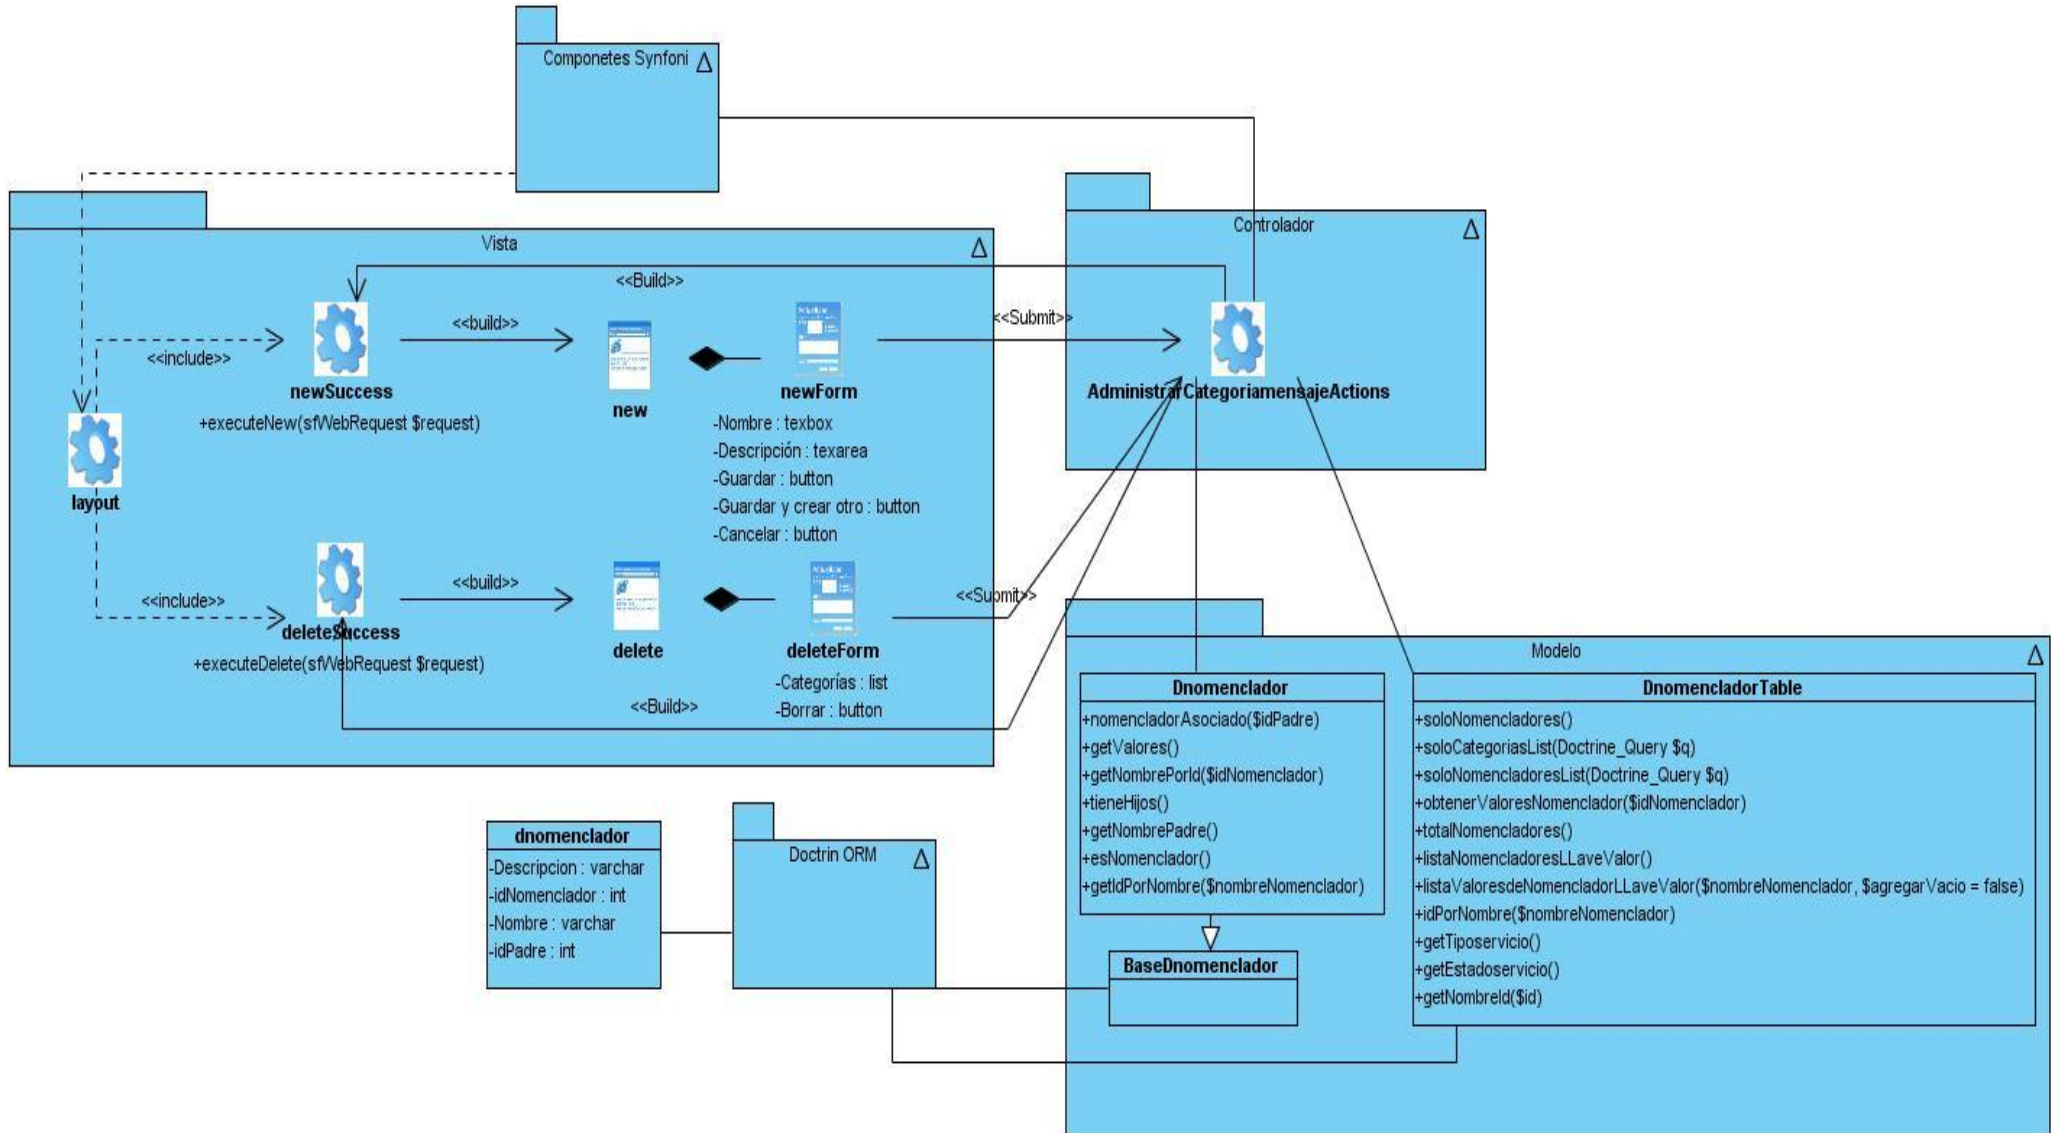 Componetes Synfoni
Vista
<<Build>>
<<include>>
newSuccess
+executeNew(sfWebRequest $request)
<<build>>
new
newForm
-Nombre : texbox
-Descripción : texarea
-Guardar : button
-Guardar y crear otro : button
-Cancelar : button
<<Submit>>
layout
<<include>>
deleteSuccess
+executeDelete(sfWebRequest $request)
<<build>>
delete
deleteForm
-Categorías : list
-Borrar : button
<<Submit>>
<<Build>>
Controlador
AdministrarCategoriamensajeActions
Modelo
Dnomenclador
+nomencladorAsociado($idPadre)
+getValores()
+getNombrePorId($idNomenclador)
+tieneHijos()
+getNombrePadre()
+esNomenclador()
+getIdPorNombre($nombreNomenclador)
BaseDnomenclador
DnomencladorTable
+soloNomencladores()
+soloCategoriasList(Doctrine_Query $q)
+soloNomencladoresList(Doctrine_Query $q)
+obtenerValoresNomenclador($idNomenclador)
+totalNomencladores()
+listaNomencladoresLLaveValor()
+listaValoresdeNomencladorLLaveValor($nombreNomenclador, $agregarVacio = false)
+idPorNombre($nombreNomenclador)
+getTiposervicio()
+getEstadoservicio()
+getNombreId($id)
dnomenclador
-Descripcion : varchar
-idNomenclador : int
-Nombre : varchar
-idPadre : int
Doctrin ORM